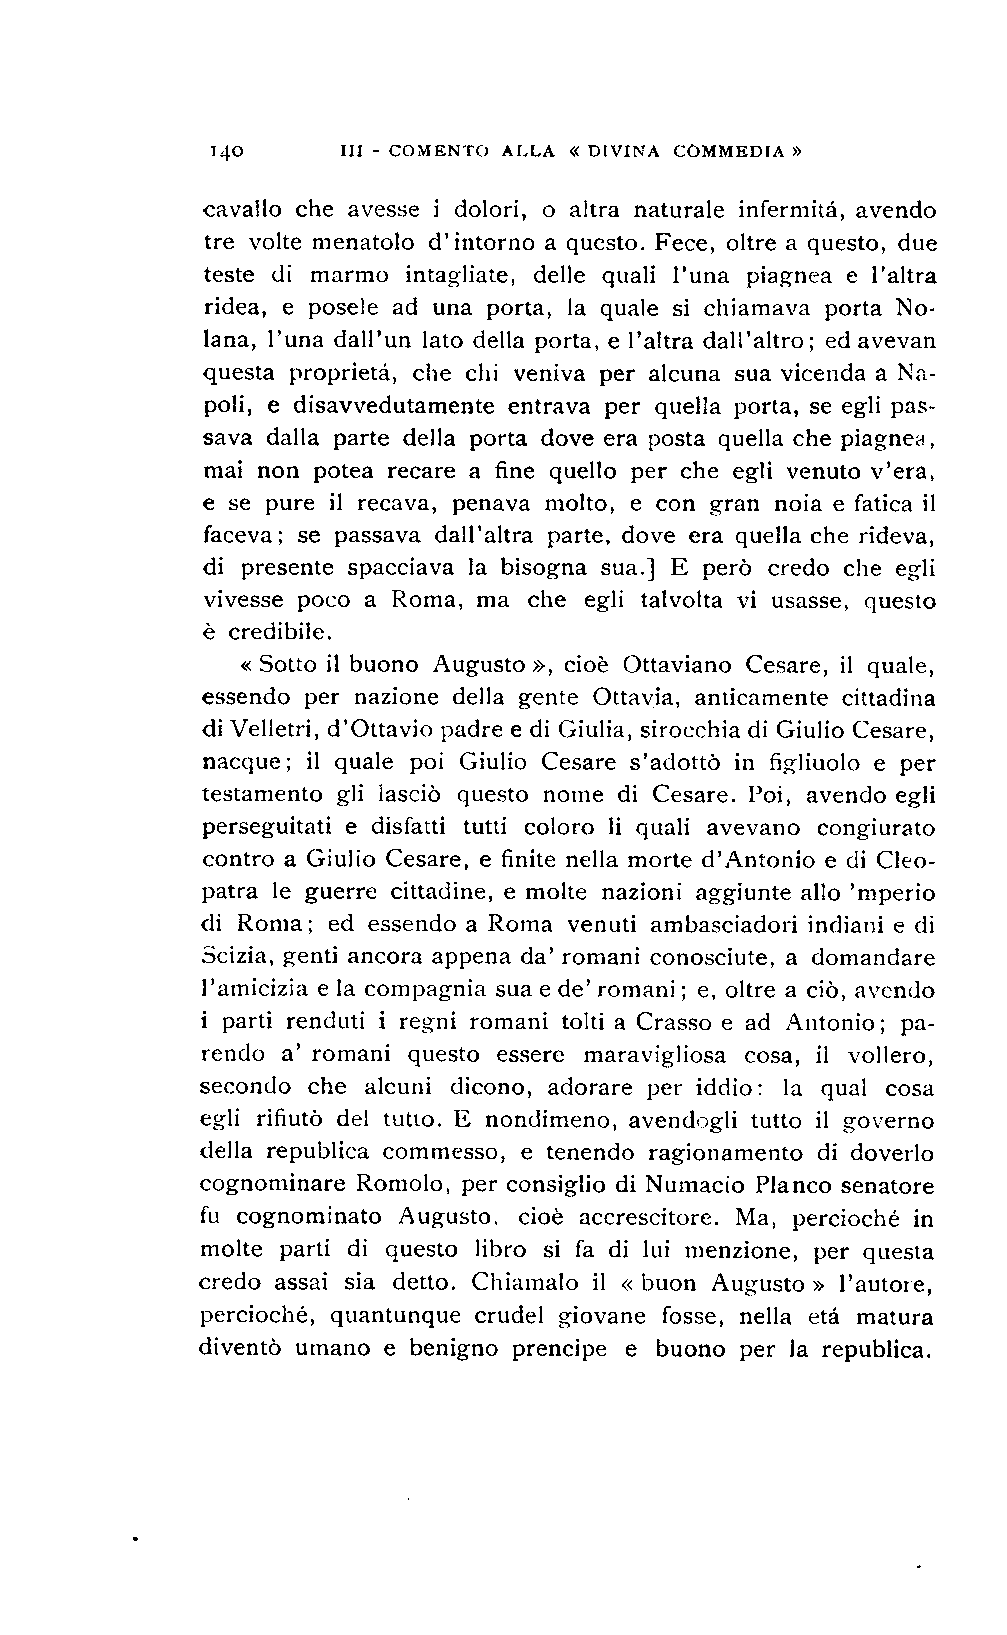 140 III - COMENTO ALLA « DIVINA COMMEDIA »
cavallo che avesse i dolori, o altra naturale infermitá, avendo
tre volte menatolo d'intorno a questo. Fece, oltre a questo, due
teste di marmo intagliate, delle quali l'una piagnea e l'altra
ridea, e posele ad una porta, la quale si chiamava porta No-
lana, l'una dall'un lato della porta, e l'altra dall'altro; ed avevan
questa proprietá, che chi veniva per alcuna sua vicenda a Na-
poli, e disavvedutamente entrava per quella porta, se egli pas-
sava dalla parte della porta dove era posta quella che piagnea,
mai non potea recare a fine quello per che egli venuto v'era,
e se pure il recava, penava molto, e con gran noia e fatica il
faceva; se passava dall'altra parte, dove era quella che rideva,
di presente spacciava la bisogna sua.] E però credo che egli
vivesse poco a Roma, ma che egli talvolta vi usasse, questo
è credibile.
« Sotto il buono Augusto », cioè Ottaviano Cesare, il quale,
essendo per nazione della gente Ottavia, anticamente cittadina
di Velletri, d'Ottavio padre e di Giulia, sirocchia di Giulio Cesare,
nacque; il quale poi Giulio Cesare s'adottò in figliuolo e per
testamento gli lasciò questo nome di Cesare. Poi, avendo egli
perseguitati e disfatti tutti coloro li quali avevano congiurato
contro a Giulio Cesare, e finite nella morte d'Antonio e di Cleo-
patra le guerre cittadine, e molte nazioni aggiunte allo 'mperio
di Roma; ed essendo a Roma venuti ambasciadori indiani e di
Scizia, genti ancora appena da' romani conosciute, a domandare
l'amicizia e la compagnia sua e de' romani; e, oltre a ciò, avendo
i parti renduti i regni romani tolti a Crasso e ad Antonio; pa-
rendo a' romani questo essere maravigliosa cosa, il vollero,
secondo che alcuni dicono, adorare per iddio: la qual cosa
egli rifiutò del tutto. E nondimeno, avendogli tutto il governo
della republica commesso, e tenendo ragionamento di doverlo
cognominare Romolo, per consiglio di Numacio Planco senatore
fu cognominato Augusto, cioè accrescitore. Ma, percioché in
molte parti di questo libro si fa di lui menzione, per questa
credo assai sia detto. Chiamalo il « buon Augusto » l'autore,
percioché, quantunque crudel giovane fosse, nella etá matura
diventò umano e benigno prencipe e buono per la republica.